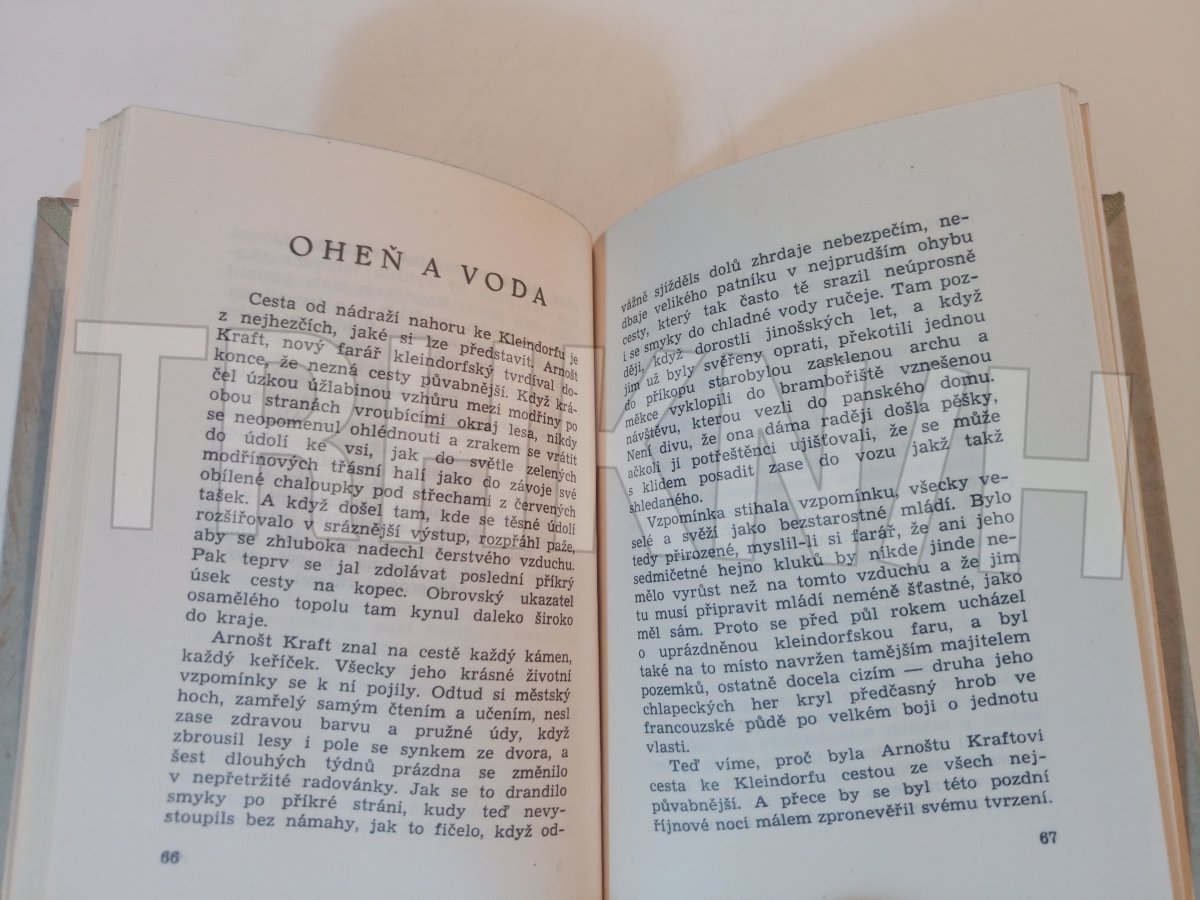 OHEŇ A VODA
Cesta od nádraží nahoru ke Kleindorfu je
z nejhezčích, jaké si lze představit. Arnošt
Kraft, nový farář kleindorfský tvrdíval do-
konce, že nezná cesty půvabnější. Když krá-
čel úzkou úžlabinou vzhůru mezi modříny po
obou stranách vroubícími okraj lesa, nikdy
se neopomenul ohlédnouti a zrakem se vrátit
do údolí ke vsi, jak do světle zelených
modřínových třásní halí jako do závoje své
obílené chaloupky pod střechami z červených
tašek. A když došel tam, kde se těsné údolí
rozšiřovalo v sráznější výstup, rozpřáhl paže,
aby se zhluboka nadechl čerstvého vzduchu.
Pak teprv se jal zdolávat poslední příkrý
úsek cesty na kopec. Obrovský ukazatel
osamělého topolu tam kynul daleko široko
do kraje.
Arnošt Kraft znal na cestě každý kámen,
každý keříček. Všecky jeho krásné životní
vzpomínky se k ní pojily. Odtud si městský
hoch, zamřelý samým čtením a učením, nesl
zase zdravou barvu a pružné údy, když
zbrousil lesy i pole se synkem ze dvora, a
šest dlouhých týdnů prázdna se změnilo
v nepřetržité radovánky. Jak se to drandilo
smyky po příkré stráni, kudy teď nevy-
stoupils bez námahy, jak to fičelo, když od-
66
vážně sjížděls dolů zhrdaje nebezpečím, ne-
dbaje velikého patníku v nejprudším ohybu
cesty, který tak často tě srazil neúprosně
i se smyky do chladné vody ručeje. Tam poz-
ději, když dorostli jinošských let, a když
jim už byly svěřeny oprati, překotili jednou
do příkopu starobylou zasklenou archu a
měkce vyklopili do brambořiště vznešenou
návštěvu, kterou vezli do panského domu.
Není divu, že ona dáma raději došla pěšky,
ačkoli ji potřeštěnci ujišťovali, že se může
s klidem posadit zase do vozu jakž takž
shledaného.
Vzpomínka stihala vzpomínku, všecky ve-
selé a svěží jako bezstarostné mládí. Bylo
tedy přirozené, myslil-li si farář, že ani jeho
sedmičetné hejno kluků by nikde jinde ne-
mělo vyrůst než na tomto vzduchu a že jim
tu musí připravit mládí neméně šťastné, jako
měl sám. Proto se před půl rokem ucházel
o uprázdněnou kleindorfskou faru, a byl
také na to místo navržen tamějším majitelem
pozemků, ostatně docela cizím — druha jeho
chlapeckých her kryl předčasný hrob ve
francouzské půdě po velkém boji o jednotu
vlasti.
Teď víme, proč byla Arnoštu Kraftovi
cesta ke Kleindorfu cestou ze všech nej-
půvabnější. A přece by se byl této pozdní
říjnové noci málem zpronevěřil svému tvrzení.
67